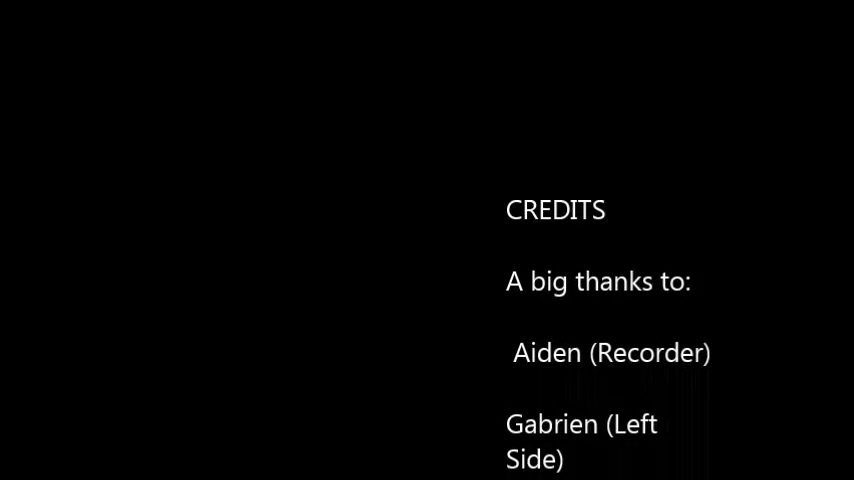 CREDITS
A big thanks to:
Aiden (Recorder)
Gabrien (Left
Side)